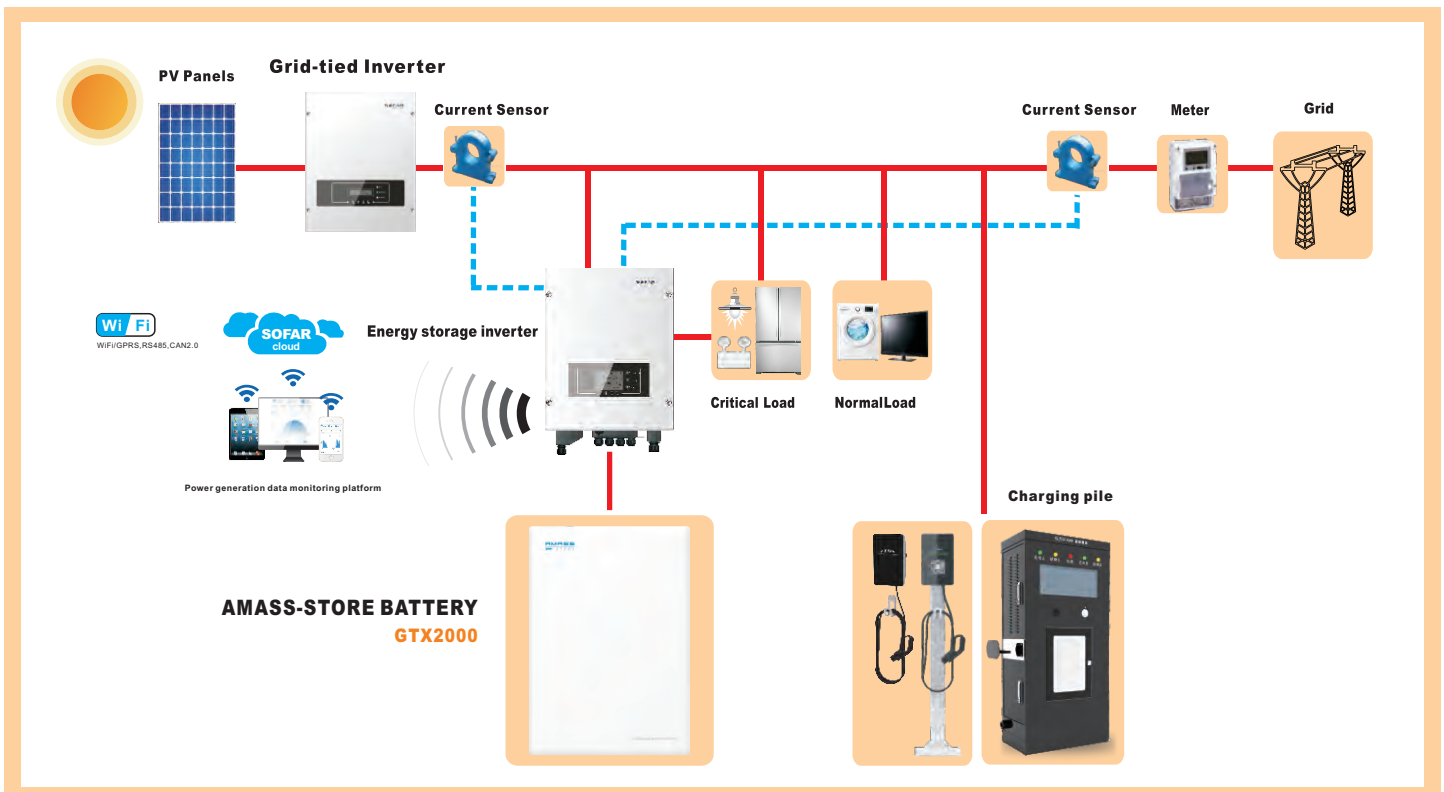 PV Panels
Grid-tied Inverter
Current Sensor
Current Sensor
Meter
Grid
Wi Fi
WiFi/GPRS,RS485,CAN2.0
SOFAR
cloud
Energy storage inverter
Critical Load
NormalLoad
Power generation data monitoring platform
Charging pile
AMASS
AMASS-STORE BATTERY
GTX2000